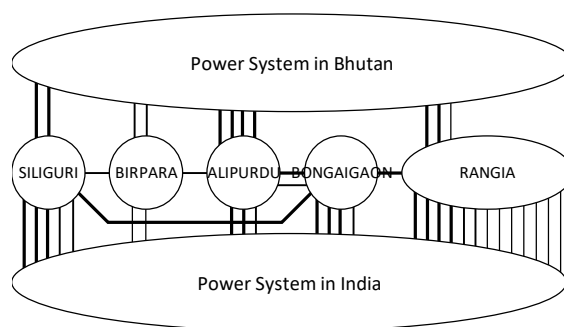 Power System in Bhutan
SILIGURI
BIRPARA
ALIPURDU
BONGAIGAON
RANGIA
Power System in India